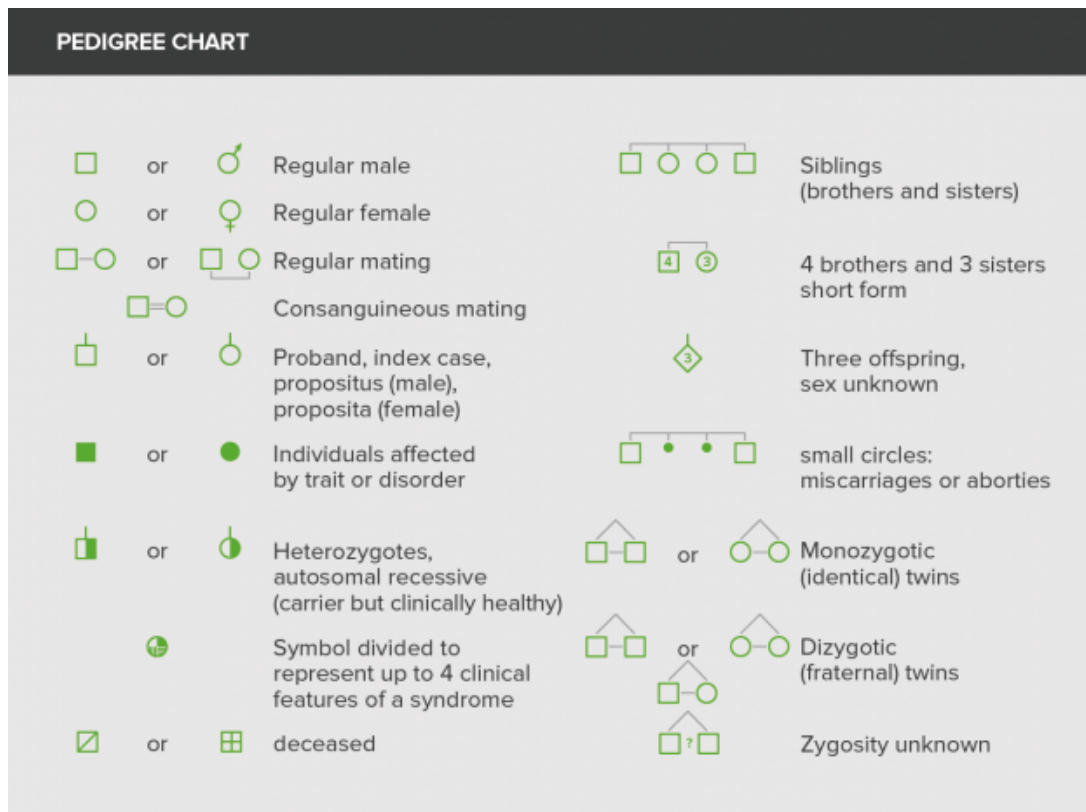 PEDIGREE CHART
or
Regular male
or
Regular female
or
Regular mating
Consanguineous mating
or
Proband, index case,
propositus (male),
proposita (female)
or
Individuals affected
by trait or disorder
or
Heterozygotes,
autosomal recessive
(carrier but clinically healthy)
Symbol divided to
represent up to 4 clinical
features of a syndrome
or
deceased
Siblings
(brothers and sisters)
4 3
4 brothers and 3 sisters
short form
3
Three offspring,
sex unknown
small circles:
miscarriages or aborties
or
Monozygotic
(identical) twins
or
Dizygotic
(fraternal) twins
?
Zygosity unknown